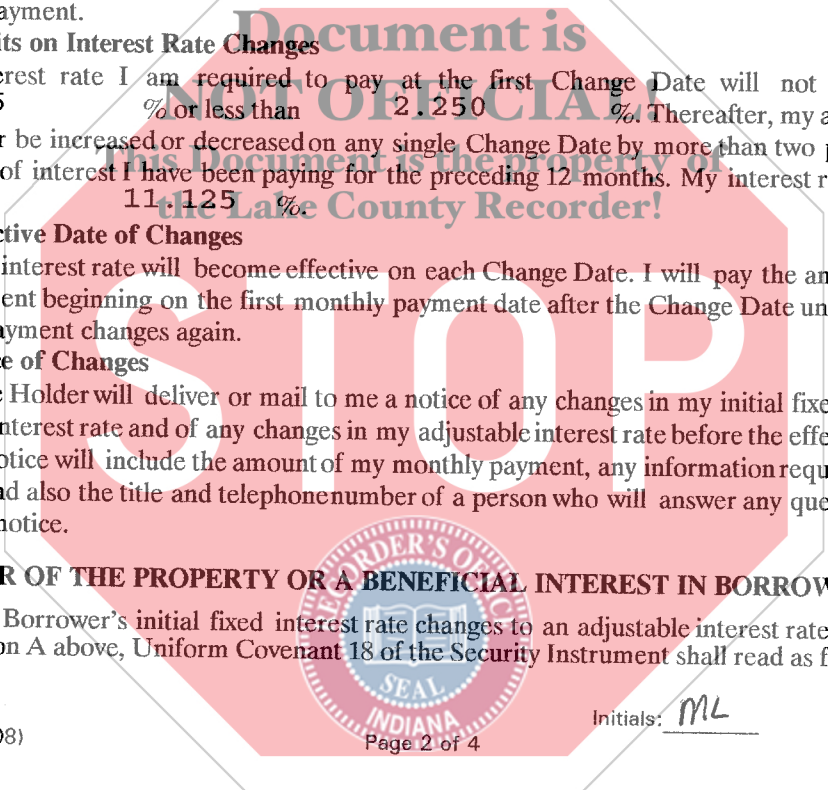 ayment.
its on Interest Rate Changes
erest rate I am required to pay at the first Change Date will not
5 % or less than 2.250 %. Thereafter, my a
r be increased or decreased on any single Change Date by more than two p
of interest I have been paying for the preceding 12 months. My interest r
11.125 %.
ctive Date of Changes
interest rate will become effective on each Change Date. I will pay the am
ent beginning on the first monthly payment date after the Change Date un
ayment changes again.
ce of Changes
e Holder will deliver or mail to me a notice of any changes in my initial fixe
nterest rate and of any changes in my adjustable interest rate before the effe
otice will include the amount of my monthly payment, any information requ
nd also the title and telephone number of a person who will answer any que
notice.
R OF THE PROPERTY OR A BENEFICIAL INTEREST IN BORROW
Borrower's initial fixed interest rate changes to an adjustable interest rate
on A above, Uniform Covenant 18 of the Security Instrument shall read as f
Initials: ML
08)
Page 2 of 4
Document is
NOT OFFICIAL!
This Document is the property of
the Lake County Recorder!
STOP
RECORDER'S OFFICE
SEAL
INDIANA